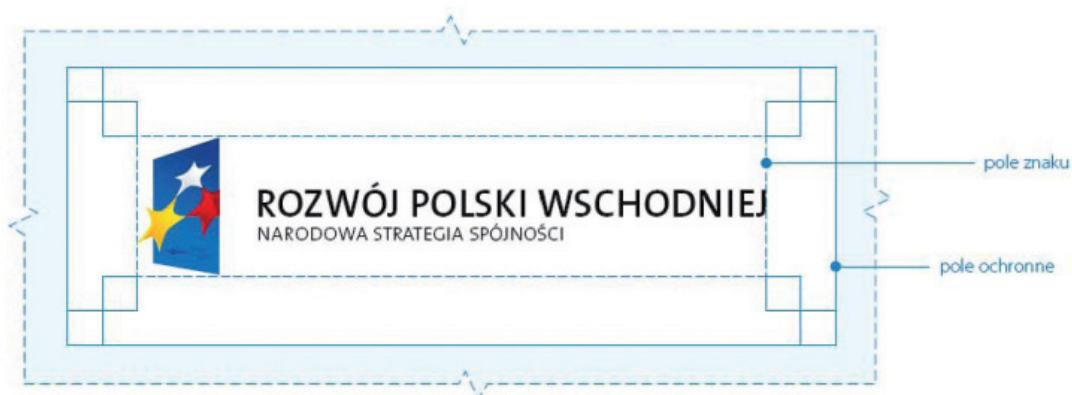 ROZWÓJ POLSKI WSCHODNIEJ
NARODOWA STRATEGIA SPÓJNOŚCI
pole znaku
pole ochronne